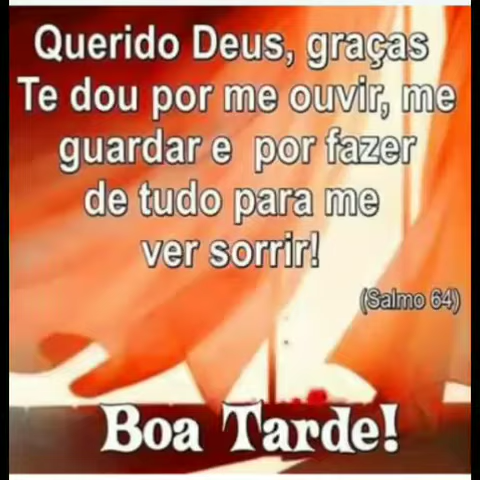 Querido Deus, graças
Te dou por me ouvir, me
guardar e por fazer
de tudo para me
ver sorrir!
(Salmo 64)
Boa Tarde!